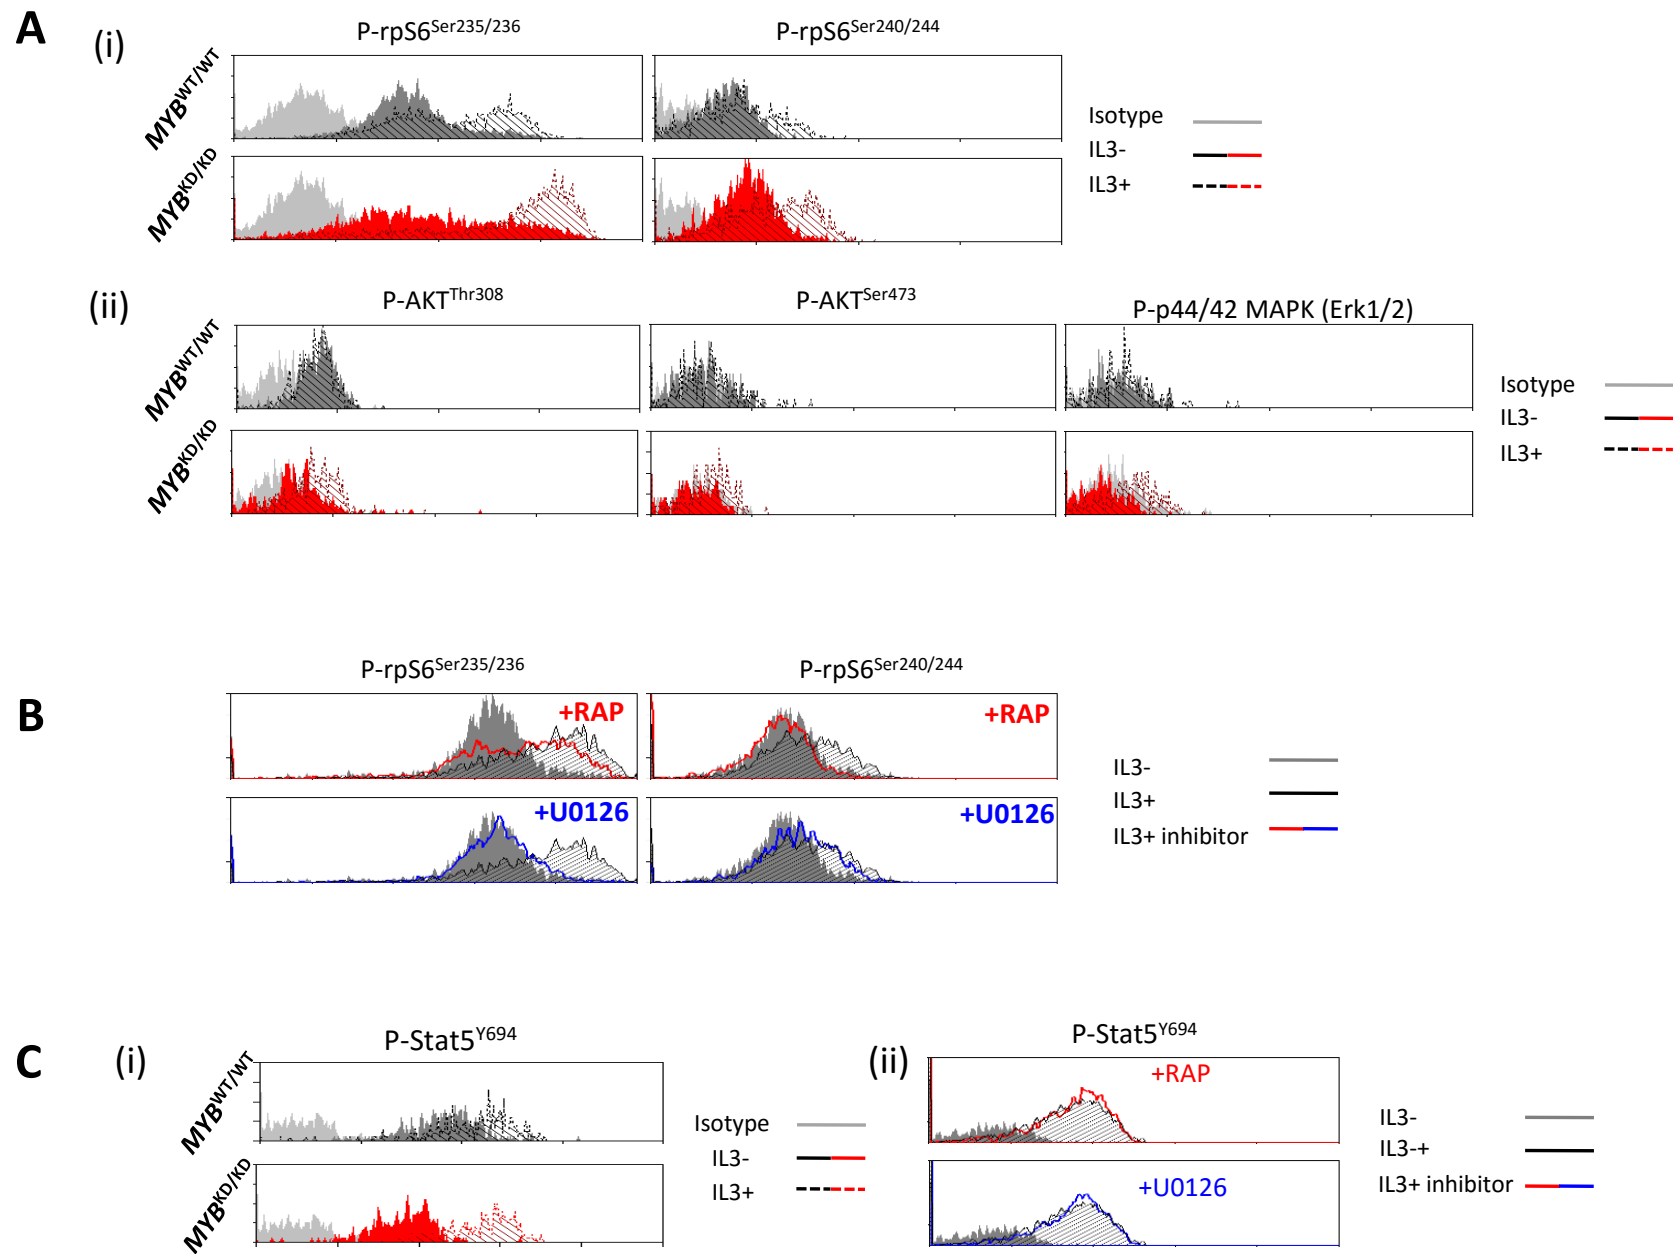 A
(i)
P-rpS6Ser235/236
P-rpS6Ser240/244
MYBWT/WT
MYBKD/KD
Isotype
IL3-
IL3+
(ii)
P-AKTThr308
P-AKTSer473
P-p44/42 MAPK (Erk1/2)
MYBWT/WT
MYBKD/KD
Isotype
IL3-
IL3+
B
P-rpS6Ser235/236
P-rpS6Ser240/244
+RAP
+RAP
+U0126
+U0126
IL3-
IL3+
IL3+ inhibitor
C
(i)
P-Stat5Y694
MYBWT/WT
MYBKD/KD
Isotype
IL3-
IL3+
(ii)
P-Stat5Y694
+RAP
+U0126
IL3-
IL3-+
IL3+ inhibitor